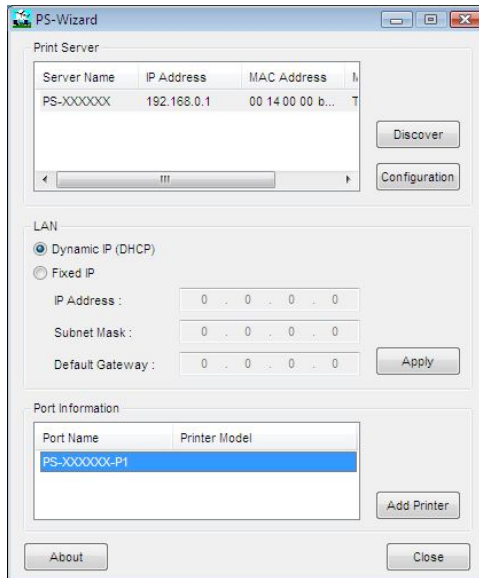 PS-Wizard
Print Server
Server Name IP Address MAC Address
PS-XXXXXX 192.168.0.1 00 14 00 00 b... T
Discover
Configuration
LAN
Dynamic IP (DHCP)
Fixed IP
IP Address : 0 . 0 . 0 . 0
Subnet Mask : 0 . 0 . 0 . 0
Default Gateway : 0 . 0 . 0 . 0
Apply
Port Information
Port Name Printer Model
PS-XXXXXX-P1
Add Printer
About Close